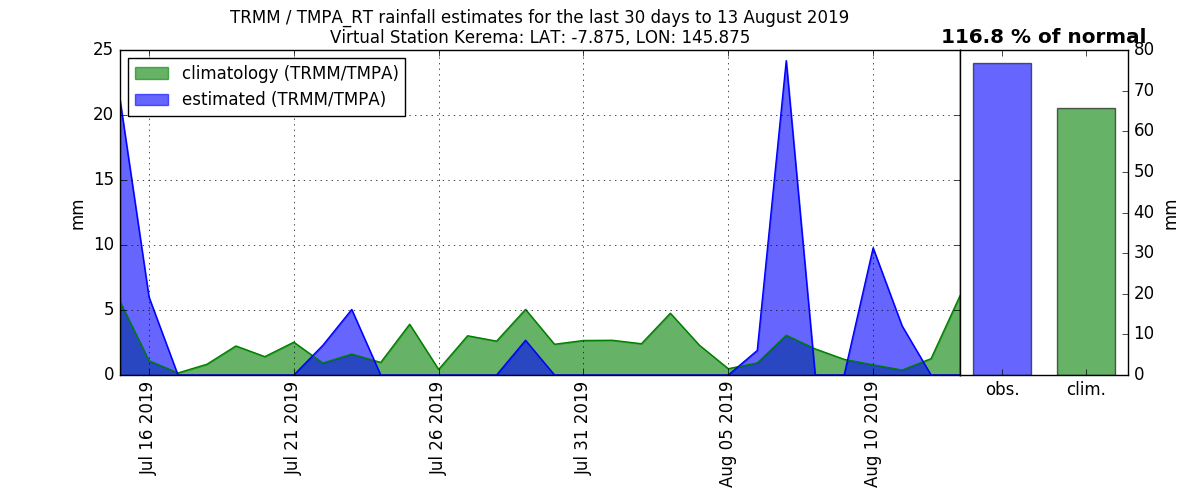 TRMM / TMPA_RT rainfall estimates for the last 30 days to 13 August 2019
Virtual Station Kerema: LAT: -7.875, LON: 145.875
116.8 % of normal
climatology (TRMM/TMPA)
estimated (TRMM/TMPA)
25
20
15
10
5
0
mm
Jul 16 2019
Jul 21 2019
Jul 26 2019
Jul 31 2019
Aug 05 2019
Aug 10 2019
obs.
clim.
80
70
60
50
40
30
20
10
0
mm